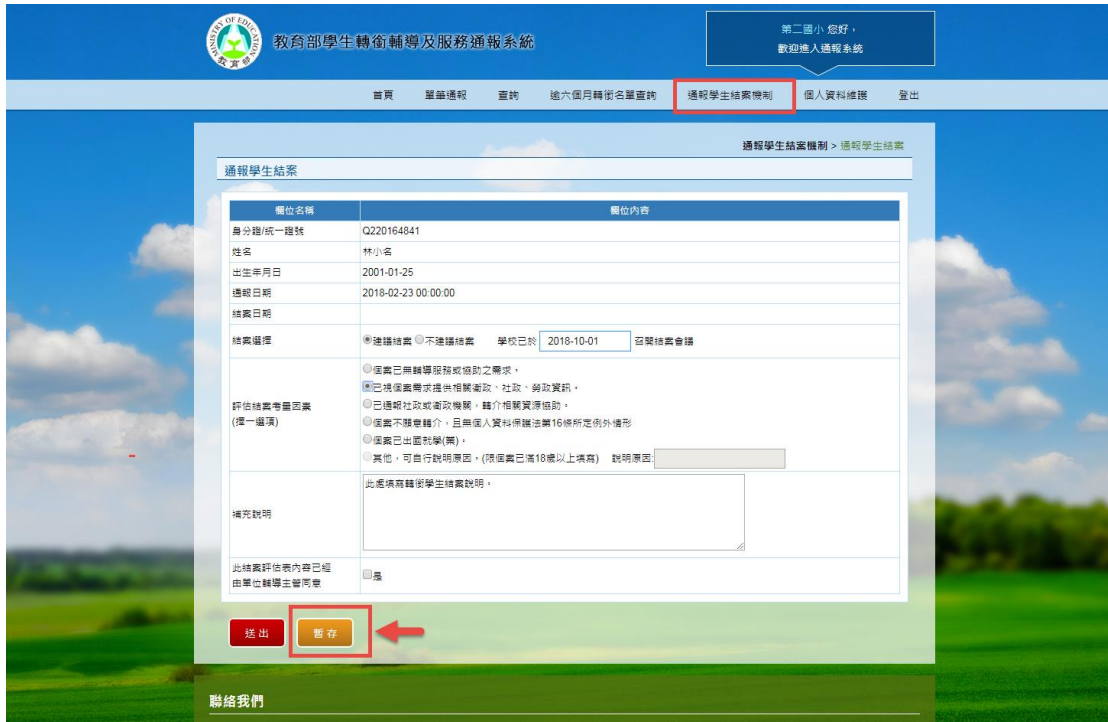 MINISTRY OF EDUCATION
教育部
教育部學生轉銜輔導及服務通報系統
第二國小 您好，
歡迎進入通報系統
首頁 單筆通報 查詢 逾六個月轉銜名單查詢 通報學生結案機制 個人資料維護 登出
通報學生結案機制 > 通報學生結案
通報學生結案
欄位名稱 欄位內容
身分證/統一證號 Q220164841
姓名 林小名
出生年月日 2001-01-25
通報日期 2018-02-23 00:00:00
結案日期
結案選擇 建議結案 不建議結案 學校已於 2018-10-01 召開結案會議
評估結案考量因素
(擇一選項)
個案已無輔導服務或協助之需求。
已視個案需求提供相關衛政、社政、勞政資訊。
已通報社政或衛政機關，轉介相關資源協助。
個案不願意轉介，且無個人資料保護法第16條所定例外情形
個案已出國就學(業)。
其他，可自行說明原因。(限個案已滿18歲以上填寫) 說明原因:
補充說明 此處填寫轉銜學生結案說明。
此結案評估表內容已經
由單位輔導主管同意 是
送出 暫存
聯絡我們